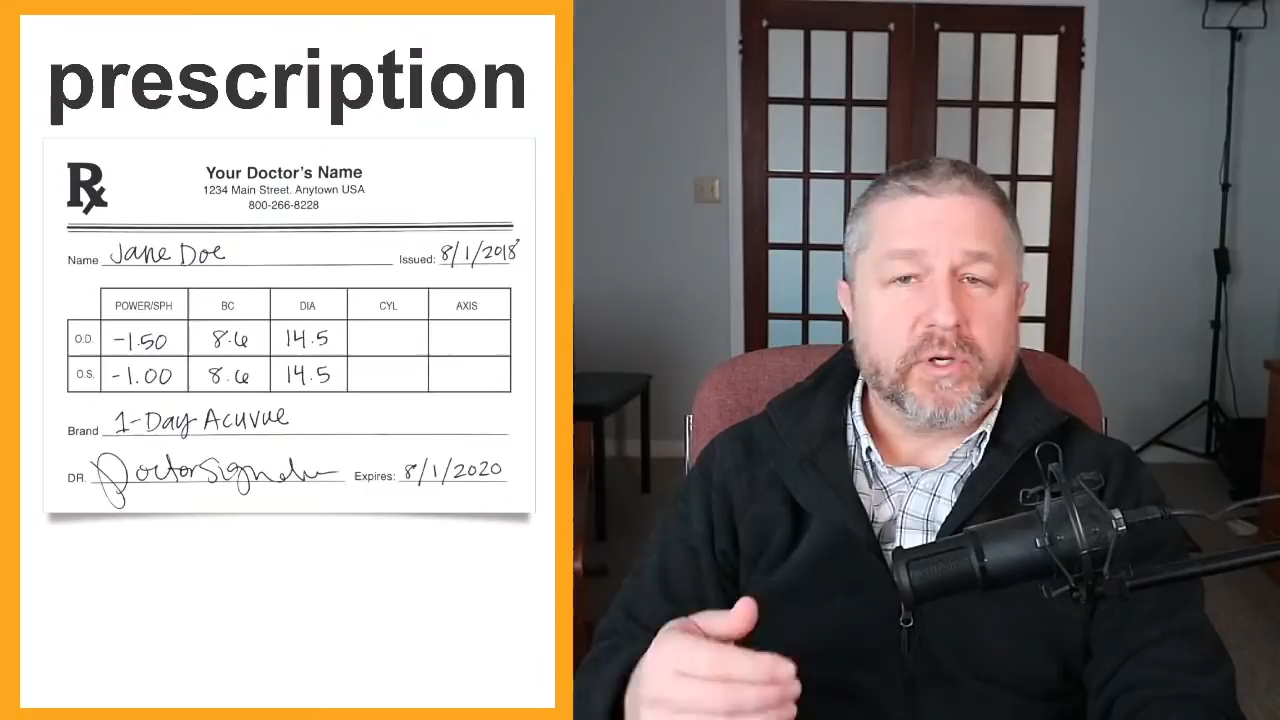 prescription
Rx
Your Doctor's Name
1234 Main Street. Anytown USA
800-266-8228
Name Jane Doe Issued: 8/1/2018
POWER/SPH BC DIA CYL AXIS
O.D. -1.50 8.6 14.5
O.S. -1.00 8.6 14.5
Brand 1-Day Acuvue
DR. Doctor Signature Expires: 8/1/2020